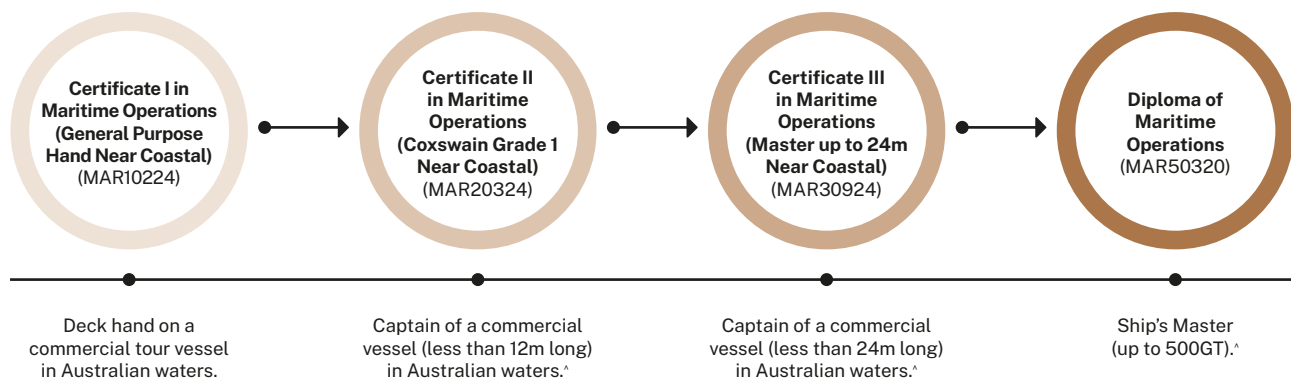 Certificate I in
Maritime Operations
(General Purpose
Hand Near Coastal)
(MAR10224)
Certificate II
in Maritime
Operations
(Coxswain Grade 1
Near Coastal)
(MAR20324)
Certificate III
in Maritime
Operations
(Master up to 24m
Near Coastal)
(MAR30924)
Diploma of
Maritime
Operations
(MAR50320)
Deck hand on a
commercial tour vessel
in Australian waters.
Captain of a commercial
vessel (less than 12m long)
in Australian waters.^
Captain of a commercial
vessel (less than 24m long)
in Australian waters.^
Ship's Master
(up to 500GT).^